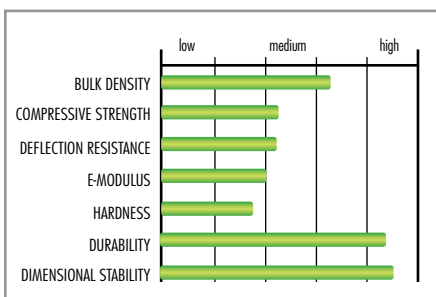 low medium high
BULK DENSITY
COMPRESSIVE STRENGTH
DEFLECTION RESISTANCE
E-MODULUS
HARDNESS
DURABILITY
DIMENSIONAL STABILITY